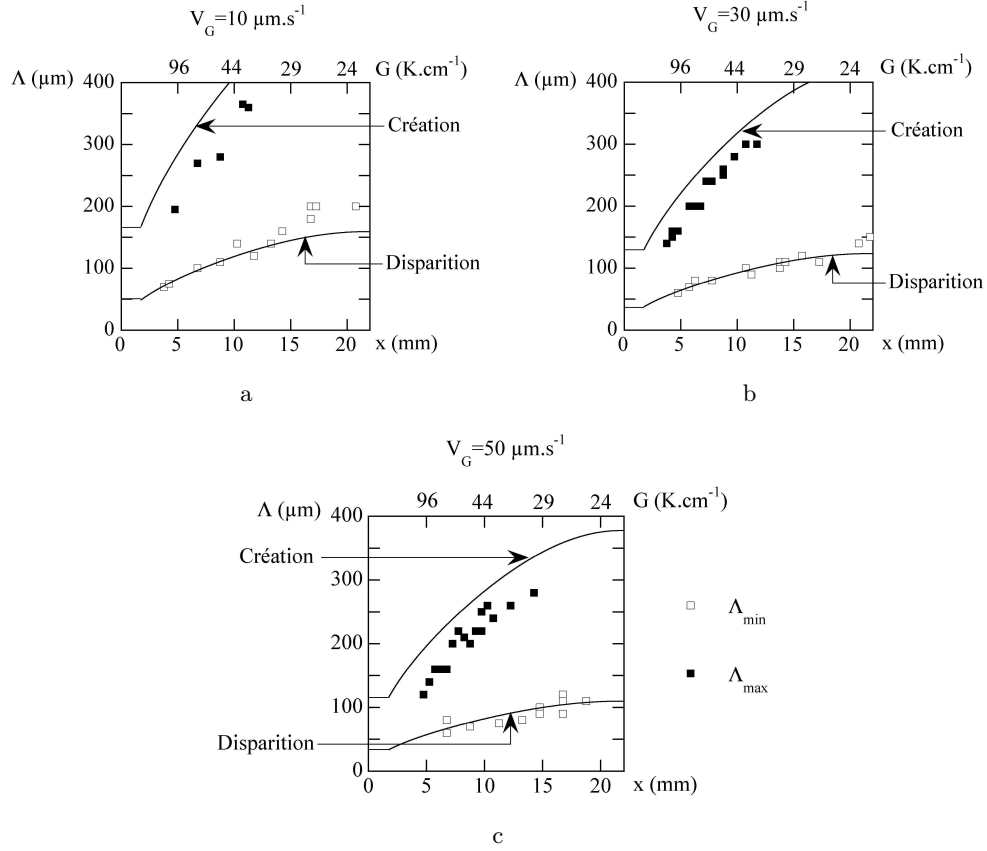 V_G=10 µm.s⁻¹
96 44 29 24 G (K.cm⁻¹)
Λ (µm)
400
300
200
100
0
Création
Disparition
0 5 10 15 20 x (mm)
a
V_G=30 µm.s⁻¹
96 44 29 24 G (K.cm⁻¹)
Λ (µm)
400
300
200
100
0
Création
Disparition
0 5 10 15 20 x (mm)
b
V_G=50 µm.s⁻¹
96 44 29 24 G (K.cm⁻¹)
Λ (µm)
400
300
200
100
0
Création
Disparition
0 5 10 15 20 x (mm)
c
Λ_min
Λ_max